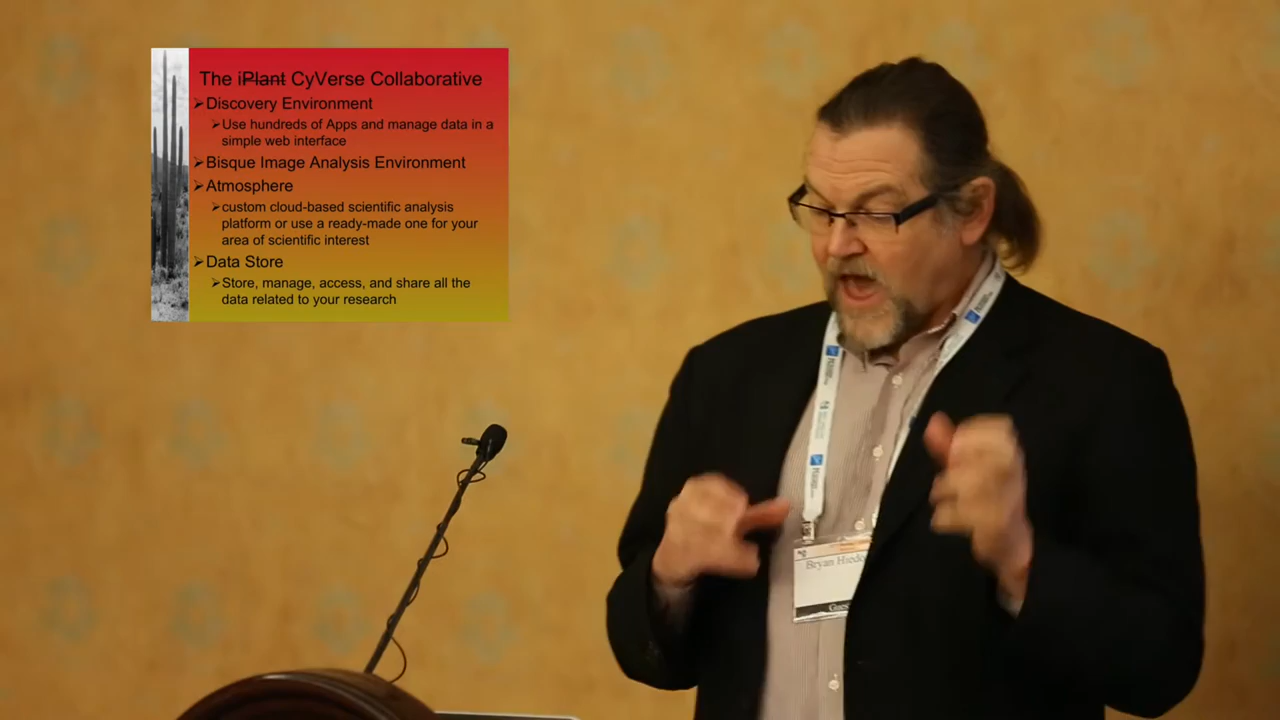 The iPlant CyVerse Collaborative
➢Discovery Environment
➢Use hundreds of Apps and manage data in a
simple web interface
➢Bisque Image Analysis Environment
➢Atmosphere
➢custom cloud-based scientific analysis
platform or use a ready-made one for your
area of scientific interest
➢Data Store
➢Store, manage, access, and share all the
data related to your research
Bryan